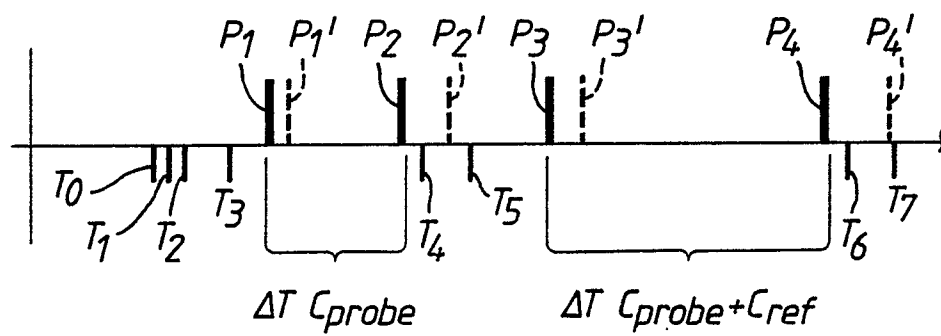 P1 P1' P2 P2' P3 P3' P4 P4'
T0 T1 T2 T3 T4 T5 T6 T7
ΔT Cprobe ΔT Cprobe+Cref